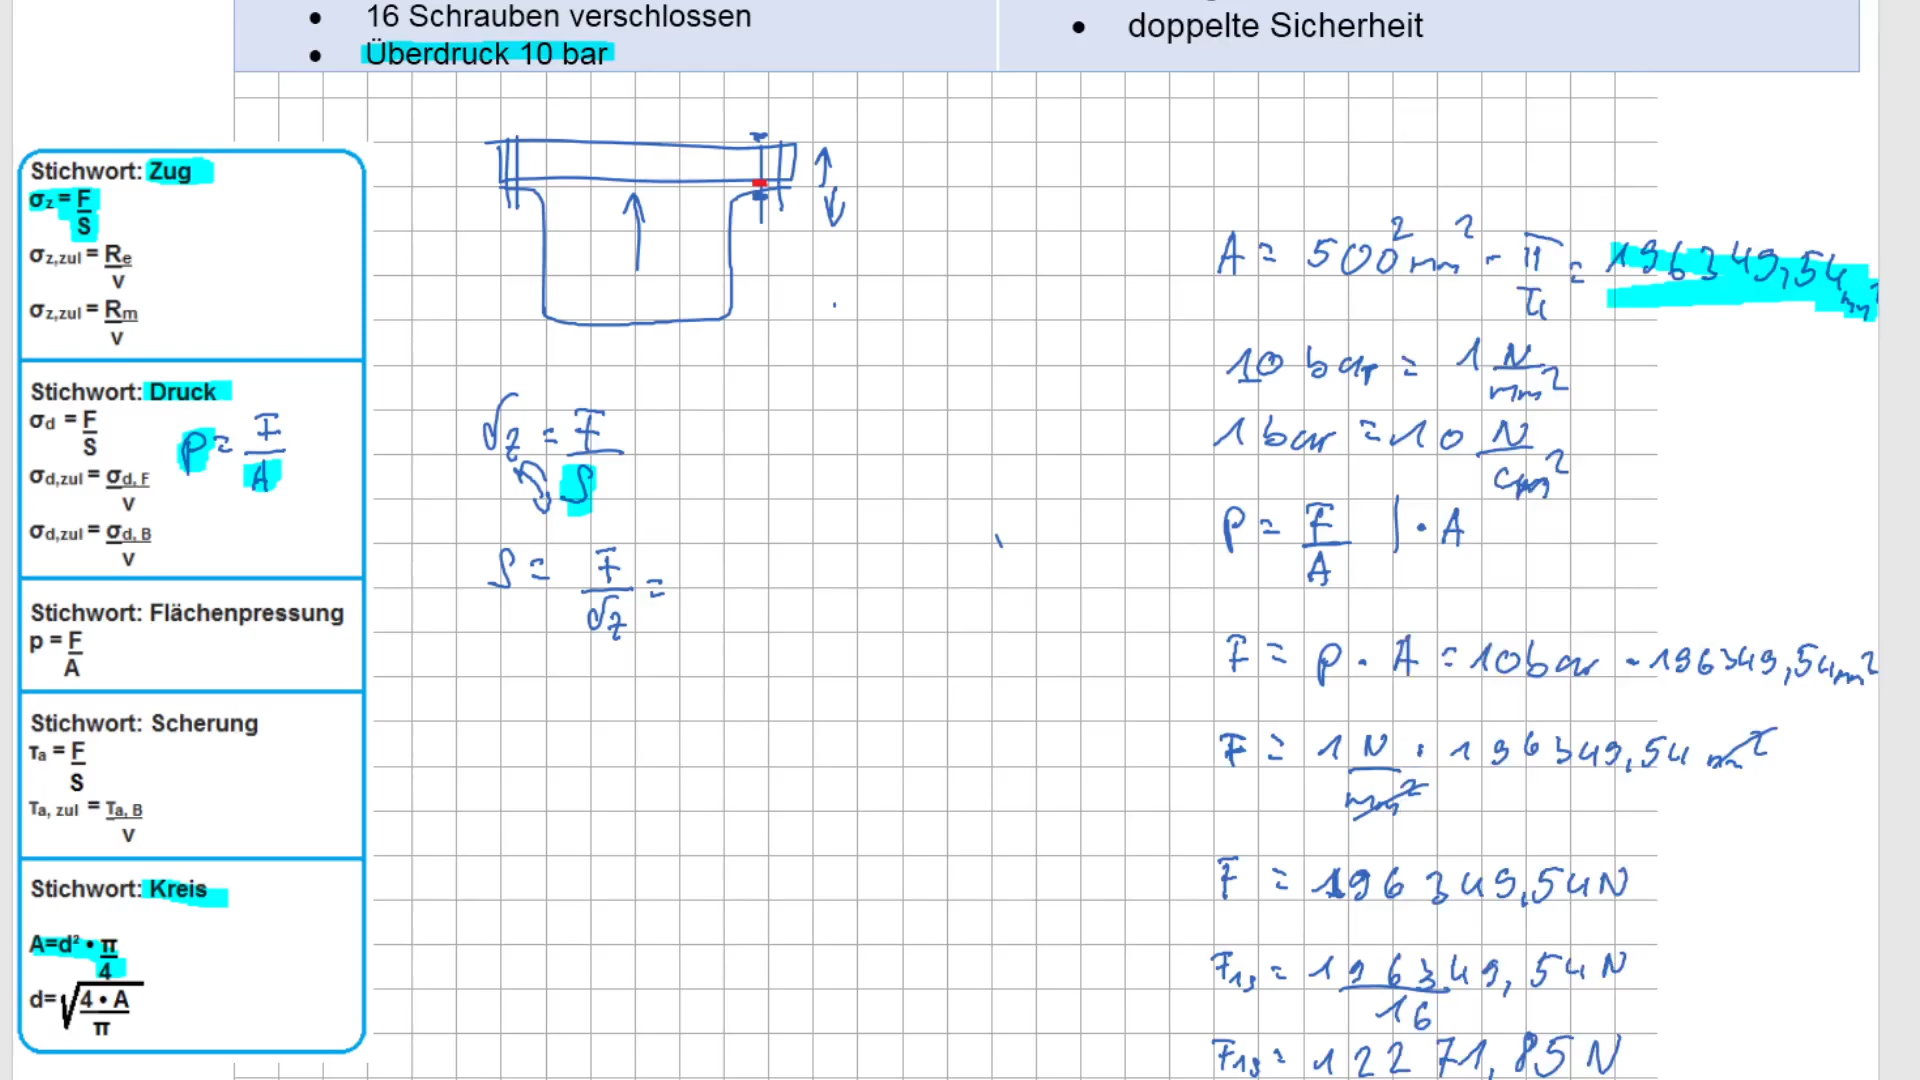 • 16 Schrauben verschlossen
• Überdruck 10 bar
• doppelte Sicherheit
Stichwort: Zug
σz = F/S
σz,zul = Re/ν
σz,zul = Rm/ν
Stichwort: Druck
σd = F/S
p = F/A
σd,zul = σd, F/ν
σd,zul = σd, B/ν
Stichwort: Flächenpressung
p = F/A
Stichwort: Scherung
τa = F/S
τa, zul = τa, B/ν
Stichwort: Kreis
A=d² • π/4
d=√(4 • A/π)
σz = F/S
S = F/σz =
A = 500² mm² · π/4 = 196349,54 mm²
10 bar = 1 N/mm²
1 bar = 10 N/cm²
p = F/A | · A
F = p · A = 10 bar · 196349,54 mm²
F = 1 N/mm² · 196349,54 mm²
F = 196349,54 N
F1s = 196349,54 N/16
F1s = 12271,85 N